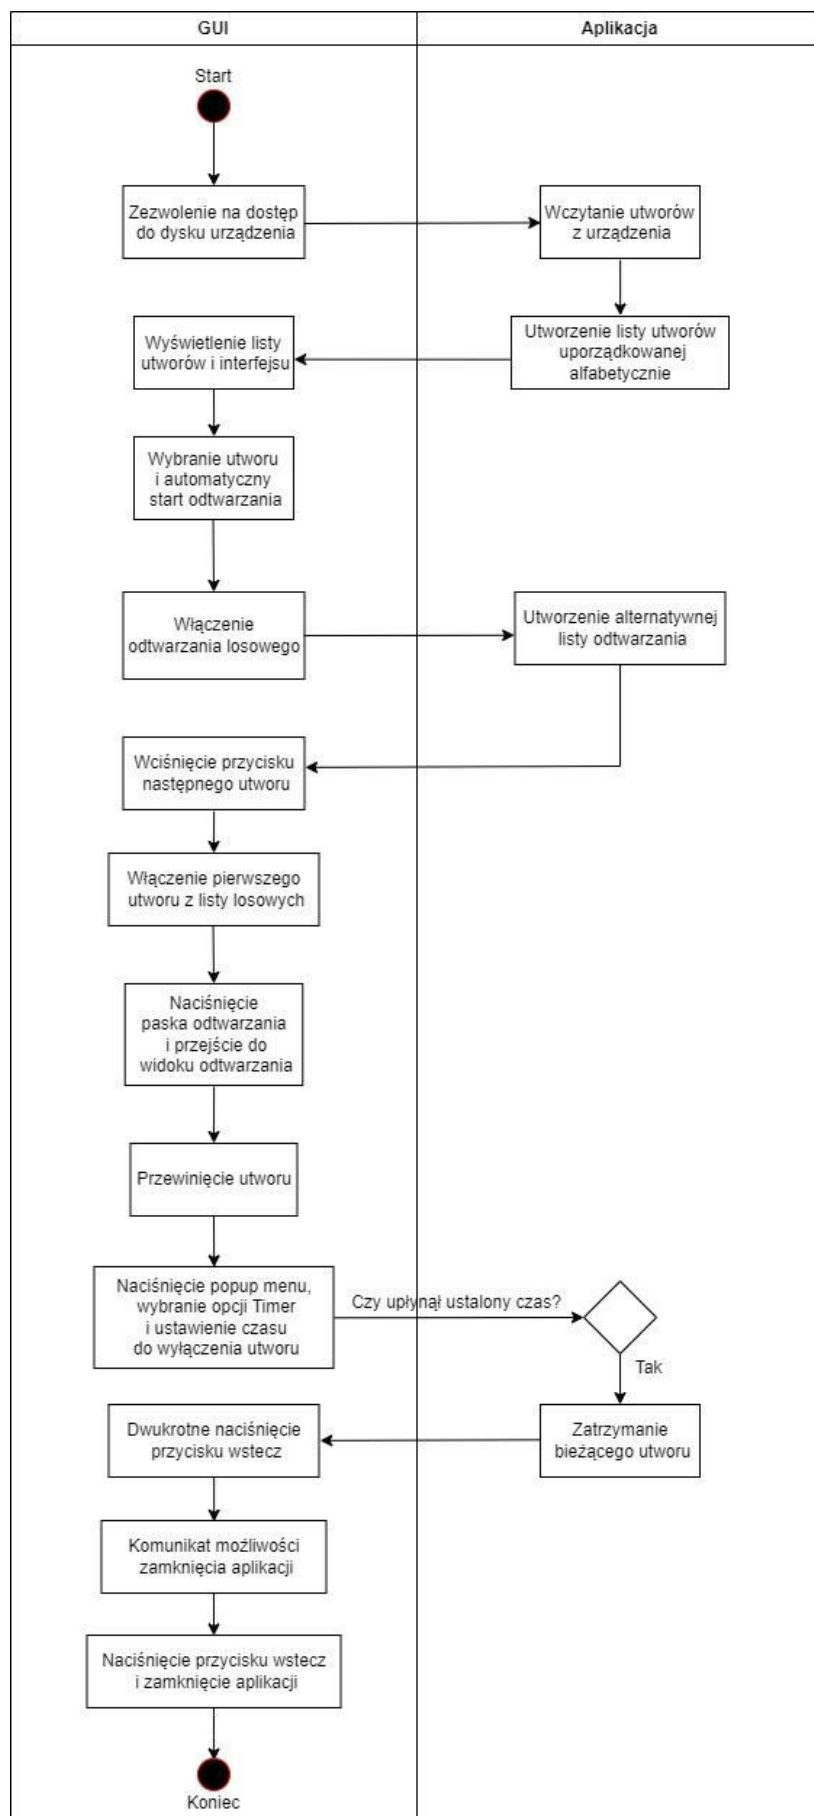 GUI
Aplikacja
Start
Zezwolenie na dostęp
do dysku urządzenia
Wczytanie utworów
z urządzenia
Utworzenie listy utworów
uporządkowanej
alfabetycznie
Wyświetlenie listy
utworów i interfejsu
Wybranie utworu
i automatyczny
start odtwarzania
Włączenie
odtwarzania losowego
Utworzenie alternatywnej
listy odtwarzania
Wciśnięcie przycisku
następnego utworu
Włączenie pierwszego
utworu z listy losowych
Naciśnięcie
paska odtwarzania
i przejście do
widoku odtwarzania
Przewinięcie utworu
Naciśnięcie popup menu,
wybranie opcji Timer
i ustawienie czasu
do wyłączenia utworu
Czy upłynął ustalony czas?
Tak
Zatrzymanie
bieżącego utworu
Dwukrotne naciśnięcie
przycisku wstecz
Komunikat możliwości
zamknięcia aplikacji
Naciśnięcie przycisku wstecz
i zamknięcie aplikacji
Koniec